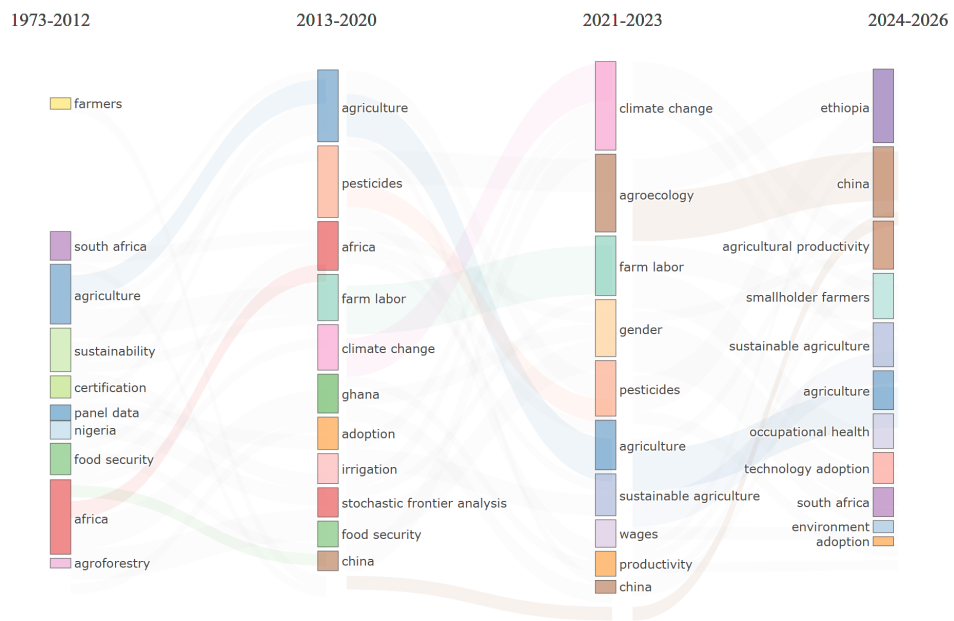 1973-2012
2013-2020
2021-2023
2024-2026
farmers
south africa
agriculture
sustainability
certification
panel data
nigeria
food security
africa
agroforestry
agriculture
pesticides
africa
farm labor
climate change
ghana
adoption
irrigation
stochastic frontier analysis
food security
china
climate change
agroecology
farm labor
gender
pesticides
agriculture
sustainable agriculture
wages
productivity
china
ethiopia
china
agricultural productivity
smallholder farmers
sustainable agriculture
agriculture
occupational health
technology adoption
south africa
environment
adoption